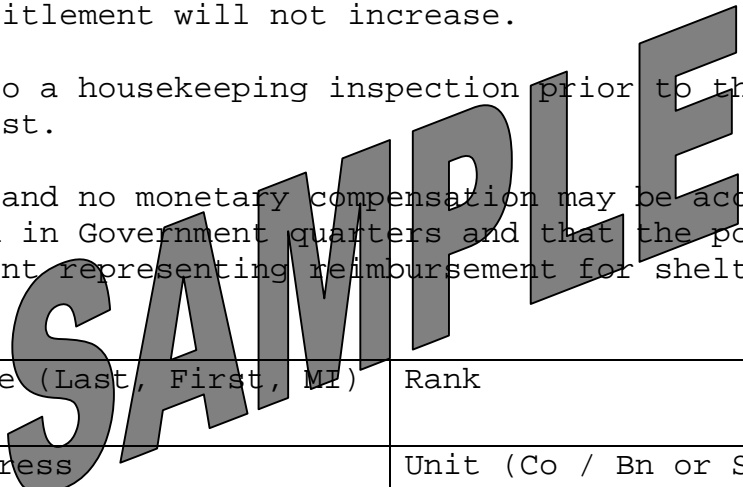 itlement will not increase.
o a housekeeping inspection prior to th
st.
and no monetary compensation may be acc
in Government quarters and that the po
nt representing reimbursement for shelt
e (Last, First, MI) Rank
ress Unit (Co / Bn or S
SAMPLE